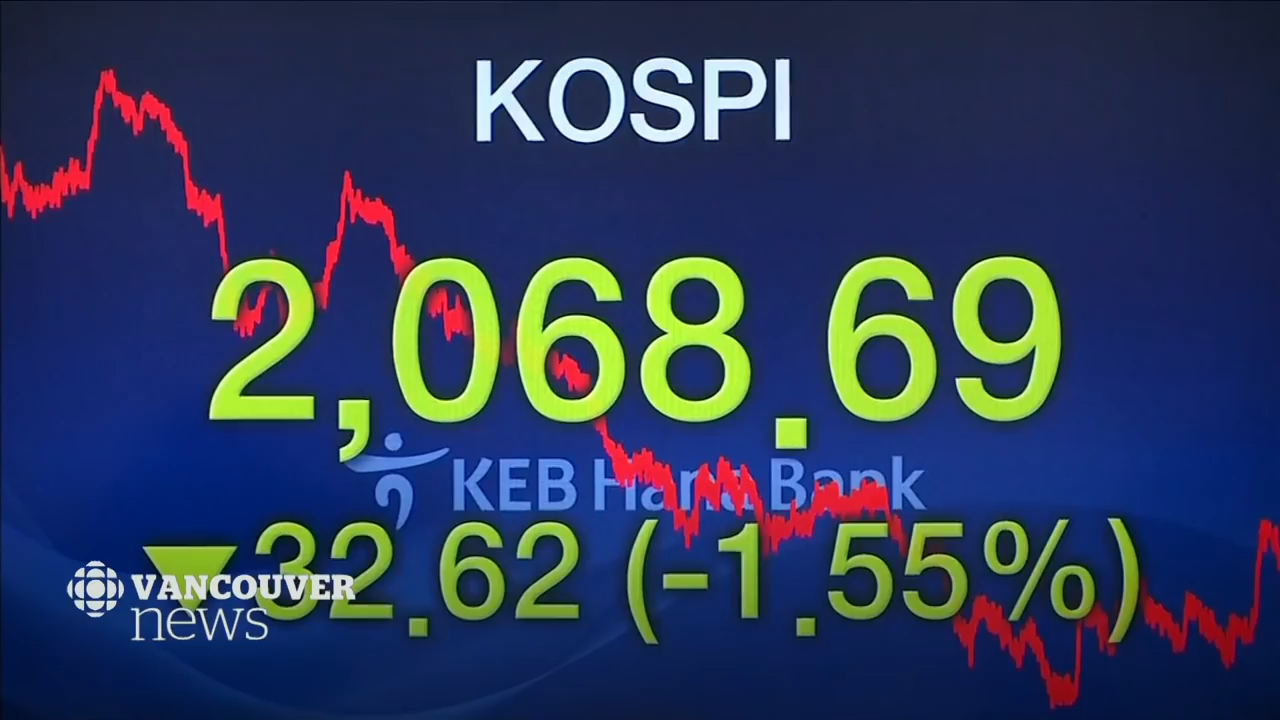 KOSPI
2,068.69
KEB Hana Bank
▼32.62 (-1.55%)
VANCOUVER
news